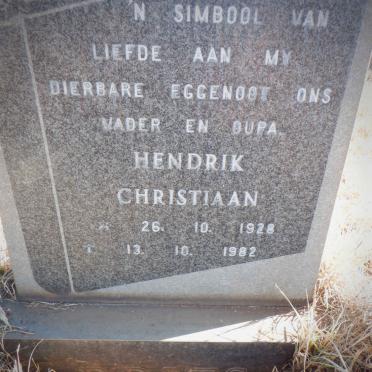 'N SIMBOOL VAN
LIEFDE AAN MY
DIERBARE EGGENOOT ONS
VADER EN OUPA.
HENDRIK
CHRISTIAAN
* 26. 10. 1928
† 13. 10. 1982